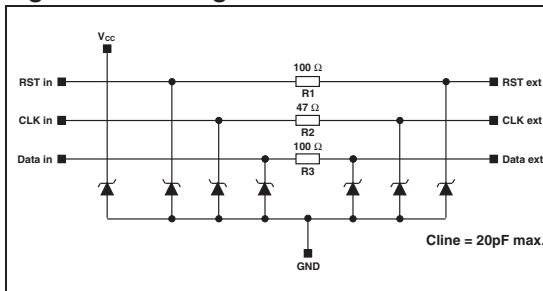 V_CC
100 Ω
RST in
RST ext
R1
47 Ω
CLK in
CLK ext
R2
100 Ω
Data in
Data ext
R3
Cline = 20pF max.
GND